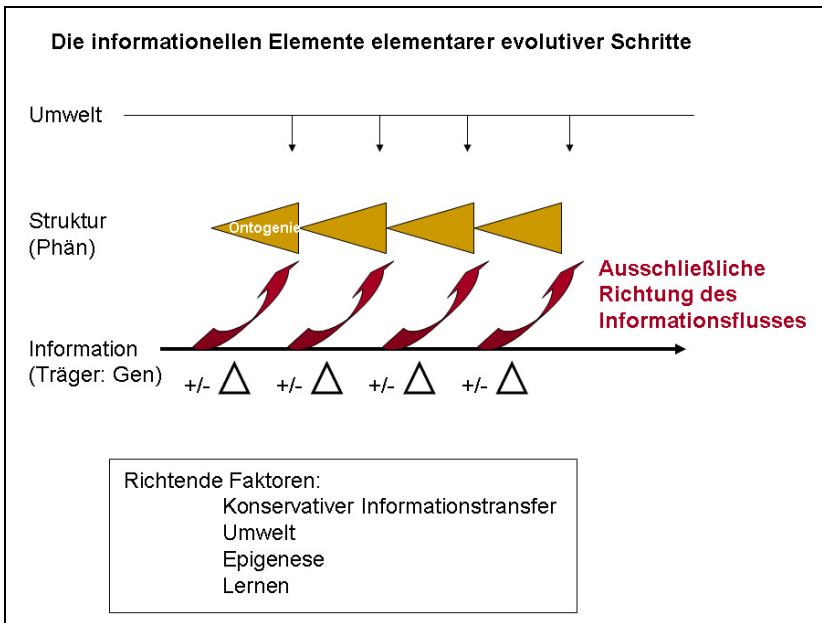 Die informationellen Elemente elementarer evolutiver Schritte
Umwelt
Struktur
(Phän)
Ontogenie
Ausschließliche
Richtung des
Informationsflusses
Information
(Träger: Gen)
+/- △ +/- △ +/- △ +/- △
Richtende Faktoren:
Konservativer Informationstransfer
Umwelt
Epigenese
Lernen